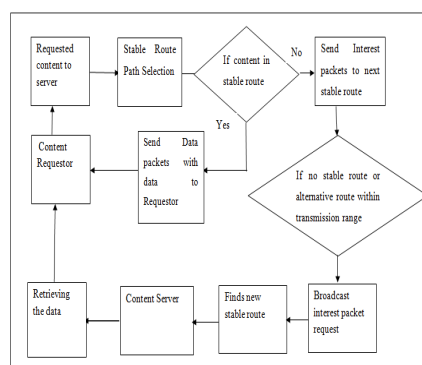 Requested
content to
server
Stable Route
Path Selection
If content in
stable route
No
Send Interest
packets to next
stable route
Yes
Content
Requestor
Send Data
packets with
data to
Requestor
If no stable route or
alternative route within
transmission range
Retrieving
the data
Content Server
Finds new
stable route
Broadcast
interest packet
request